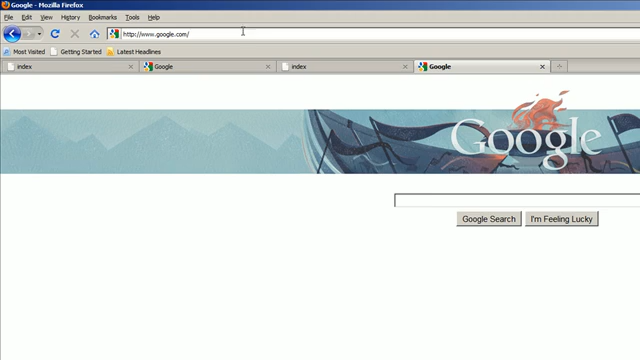 Google - Mozilla Firefox
File Edit View History Bookmarks Tools Help
http://www.google.com/
Most Visited Getting Started Latest Headlines
index Google index Google
Google
Google Search I'm Feeling Lucky